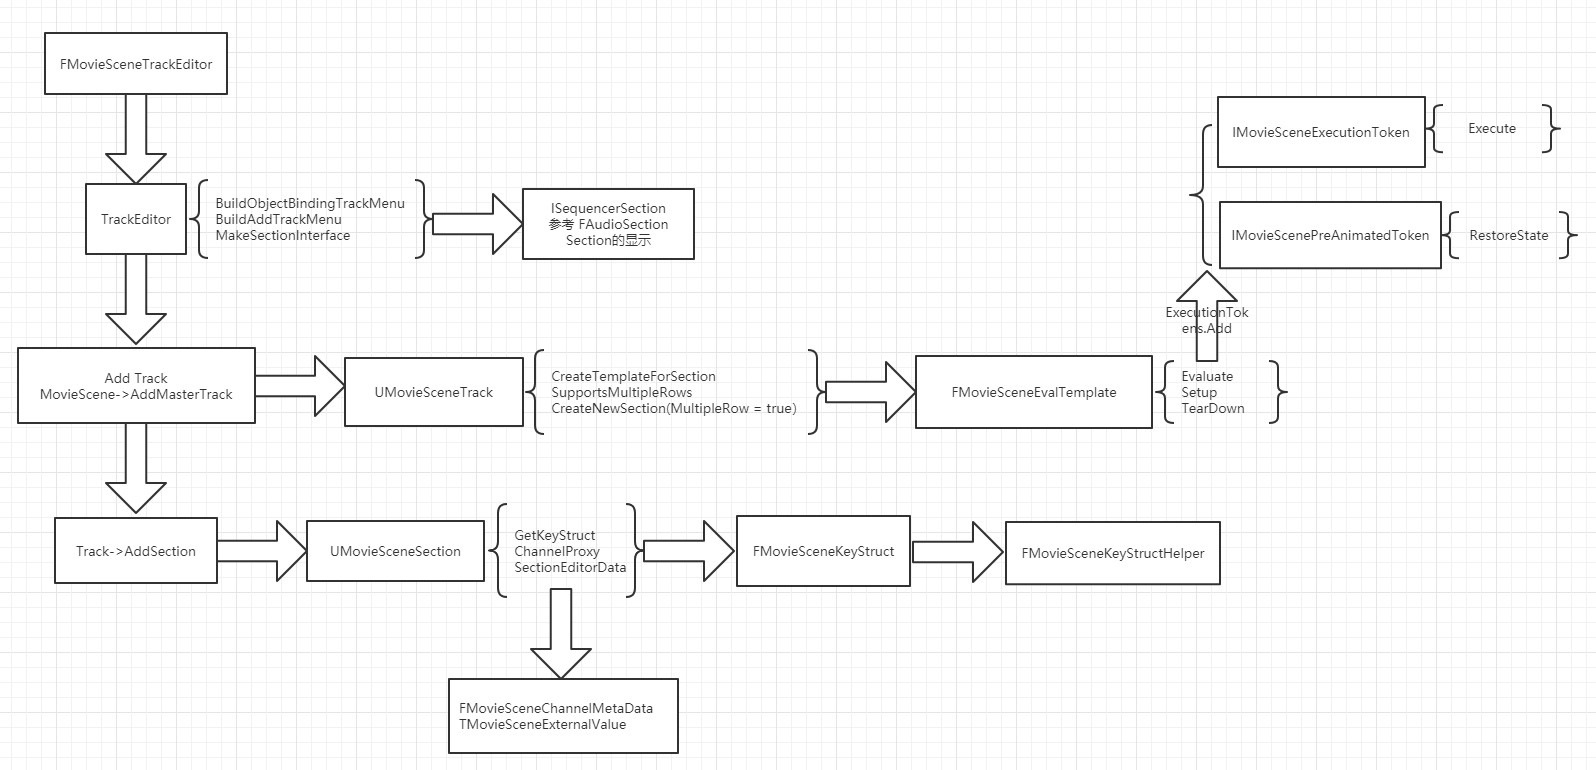 FMovieSceneTrackEditor
TrackEditor
BuildObjectBindingTrackMenu
BuildAddTrackMenu
MakeSectionInterface
ISequencerSection
参考 FAudioSection
Section的显示
IMovieSceneExecutionToken
Execute
IMovieScenePreAnimatedToken
RestoreState
ExecutionTok
ens.Add
Add Track
MovieScene->AddMasterTrack
UMovieSceneTrack
CreateTemplateForSection
SupportsMultipleRows
CreateNewSection(MultipleRow = true)
FMovieSceneEvalTemplate
Evaluate
Setup
TearDown
Track->AddSection
UMovieSceneSection
GetKeyStruct
ChannelProxy
SectionEditorData
FMovieSceneKeyStruct
FMovieSceneKeyStructHelper
FMovieSceneChannelMetaData
TMovieSceneExternalValue